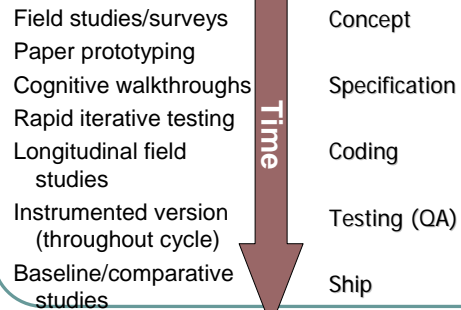 Field studies/surveys
Paper prototyping
Cognitive walkthroughs
Rapid iterative testing
Longitudinal field
studies
Instrumented version
(throughout cycle)
Baseline/comparative
studies
Time
Concept
Specification
Coding
Testing (QA)
Ship